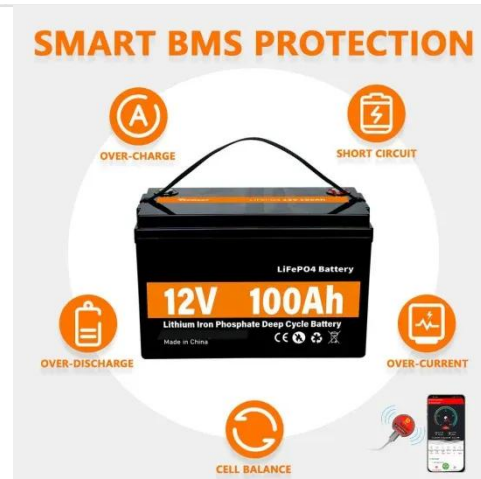 SMART BMS PROTECTION
OVER-CHARGE
SHORT CIRCUIT
LiFePO4 Battery
12V 100Ah
Lithium Iron Phosphate Deep Cycle Battery
Made in China
CE
OVER-DISCHARGE
OVER-CURRENT
CELL BALANCE